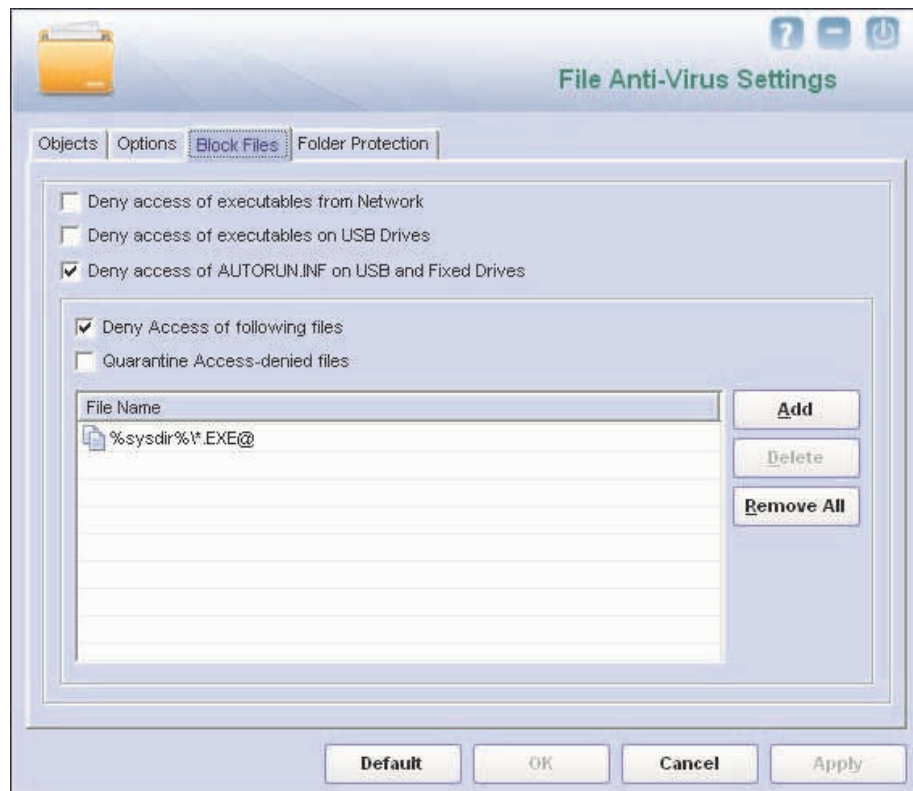 ?
File Anti-Virus Settings
Objects Options Block Files Folder Protection
Deny access of executables from Network
Deny access of executables on USB Drives
Deny access of AUTORUN.INF on USB and Fixed Drives
Deny Access of following files
Quarantine Access-denied files
File Name
%sysdir%\*.EXE@
Add
Delete
Remove All
Default OK Cancel Apply